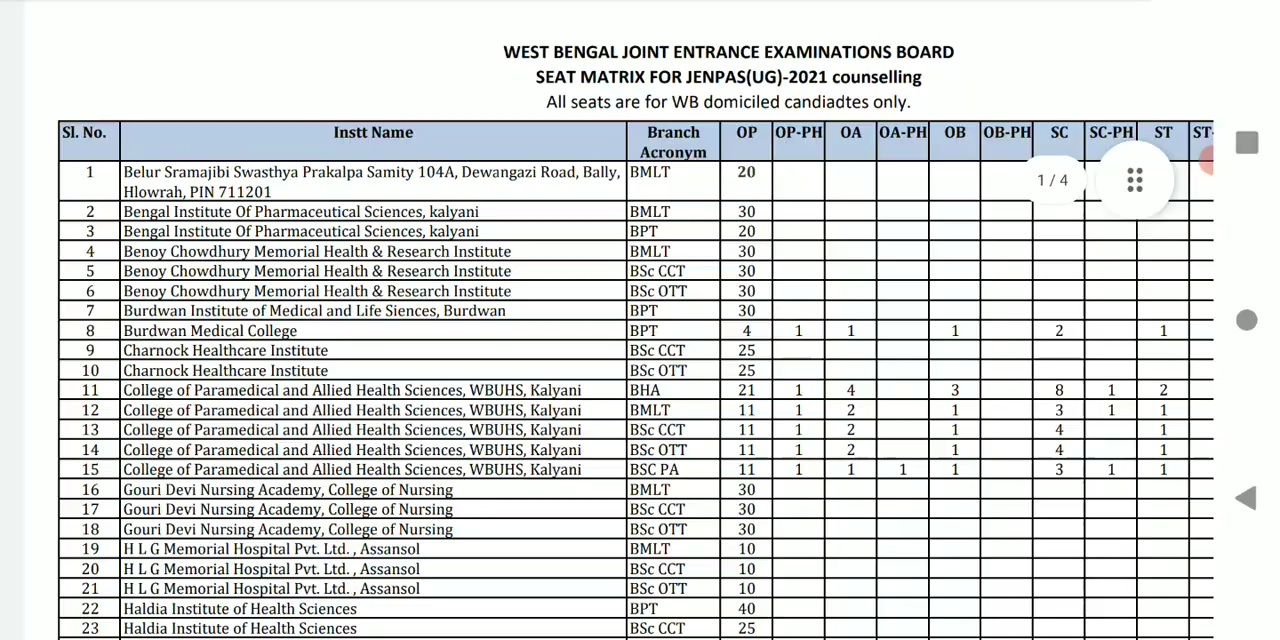 WEST BENGAL JOINT ENTRANCE EXAMINATIONS BOARD
SEAT MATRIX FOR JENPAS(UG)-2021 counselling
All seats are for WB domiciled candiadtes only.
Sl. No. Instt Name Branch Acronym OP OP-PH OA OA-PH OB OB-PH SC SC-PH ST ST-
1 Belur Sramajibi Swasthya Prakalpa Samity 104A, Dewangazi Road, Bally, BMLT 20
Hlowrah, PIN 711201
1 / 4
2 Bengal Institute Of Pharmaceutical Sciences, kalyani BMLT 30
3 Bengal Institute Of Pharmaceutical Sciences, kalyani BPT 20
4 Benoy Chowdhury Memorial Health & Research Institute BMLT 30
5 Benoy Chowdhury Memorial Health & Research Institute BSc CCT 30
6 Benoy Chowdhury Memorial Health & Research Institute BSc OTT 30
7 Burdwan Institute of Medical and Life Siences, Burdwan BPT 30
8 Burdwan Medical College BPT 4 1 1 1 2 1
9 Charnock Healthcare Institute BSc CCT 25
10 Charnock Healthcare Institute BSc OTT 25
11 College of Paramedical and Allied Health Sciences, WBUHS, Kalyani BHA 21 1 4 3 8 1 2
12 College of Paramedical and Allied Health Sciences, WBUHS, Kalyani BMLT 11 1 2 1 3 1 1
13 College of Paramedical and Allied Health Sciences, WBUHS, Kalyani BSc CCT 11 1 2 1 4 1
14 College of Paramedical and Allied Health Sciences, WBUHS, Kalyani BSc OTT 11 1 2 1 4 1
15 College of Paramedical and Allied Health Sciences, WBUHS, Kalyani BSC PA 11 1 1 1 1 3 1 1
16 Gouri Devi Nursing Academy, College of Nursing BMLT 30
17 Gouri Devi Nursing Academy, College of Nursing BSc CCT 30
18 Gouri Devi Nursing Academy, College of Nursing BSc OTT 30
19 H L G Memorial Hospital Pvt. Ltd. , Assansol BMLT 10
20 H L G Memorial Hospital Pvt. Ltd. , Assansol BSc CCT 10
21 H L G Memorial Hospital Pvt. Ltd. , Assansol BSc OTT 10
22 Haldia Institute of Health Sciences BPT 40
23 Haldia Institute of Health Sciences BSc CCT 25